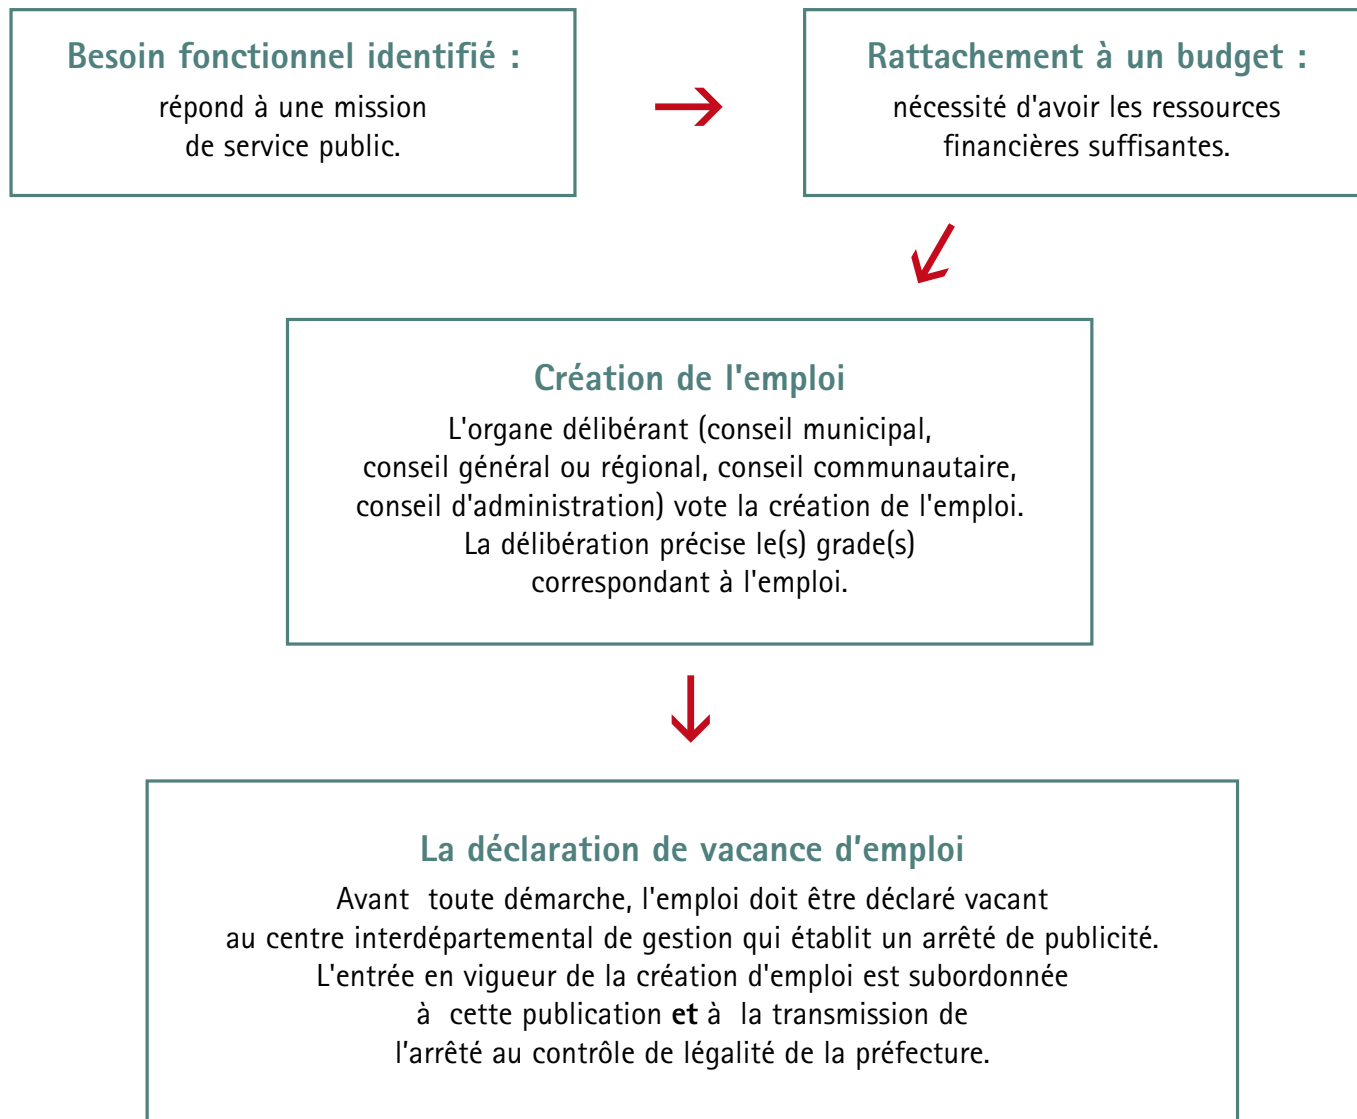 Besoin fonctionnel identifié :
répond à une mission
de service public.
Rattachement à un budget :
nécessité d'avoir les ressources
financières suffisantes.
Création de l'emploi
L'organe délibérant (conseil municipal,
conseil général ou régional, conseil communautaire,
conseil d'administration) vote la création de l'emploi.
La délibération précise le(s) grade(s)
correspondant à l'emploi.
La déclaration de vacance d’emploi
Avant toute démarche, l'emploi doit être déclaré vacant
au centre interdépartemental de gestion qui établit un arrêté de publicité.
L'entrée en vigueur de la création d'emploi est subordonnée
à cette publication et à la transmission de
l’arrêté au contrôle de légalité de la préfecture.